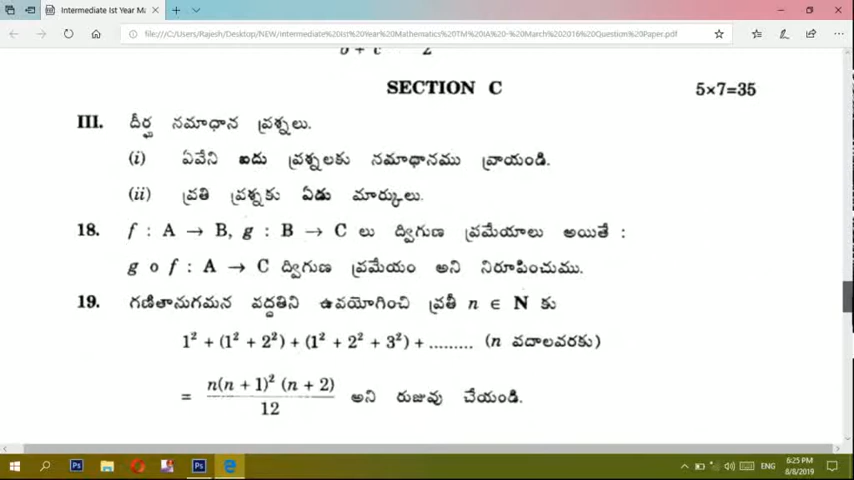 Intermediate Ist Year Ma
file:///C:/Users/Rajesh/Desktop/NEW/intermediate%20Ist%20Year%20Mathematics%20TM%20IA%20-%20March%202016%20Question%20Paper.pdf
b + c 2
SECTION C 5×7=35
III. దీర్ఘ సమాధాన ప్రశ్నలు.
(i) ఏవేని ఐదు ప్రశ్నలకు సమాధానము వ్రాయండి.
(ii) ప్రతి ప్రశ్నకు ఏడు మార్కులు.
18. f : A → B, g : B → C లు ద్విగుణ ప్రమేయాలు అయితే :
g o f : A → C ద్విగుణ ప్రమేయం అని నిరూపించుము.
19. గణితానుగమన పద్ధతిని ఉపయోగించి ప్రతీ n ∈ N కు
1² + (1² + 2²) + (1² + 2² + 3²) + ......... (n పదాలవరకు)
= n(n + 1)² (n + 2) / 12 అని రుజువు చేయండి.
ENG
6:25 PM
8/8/2019